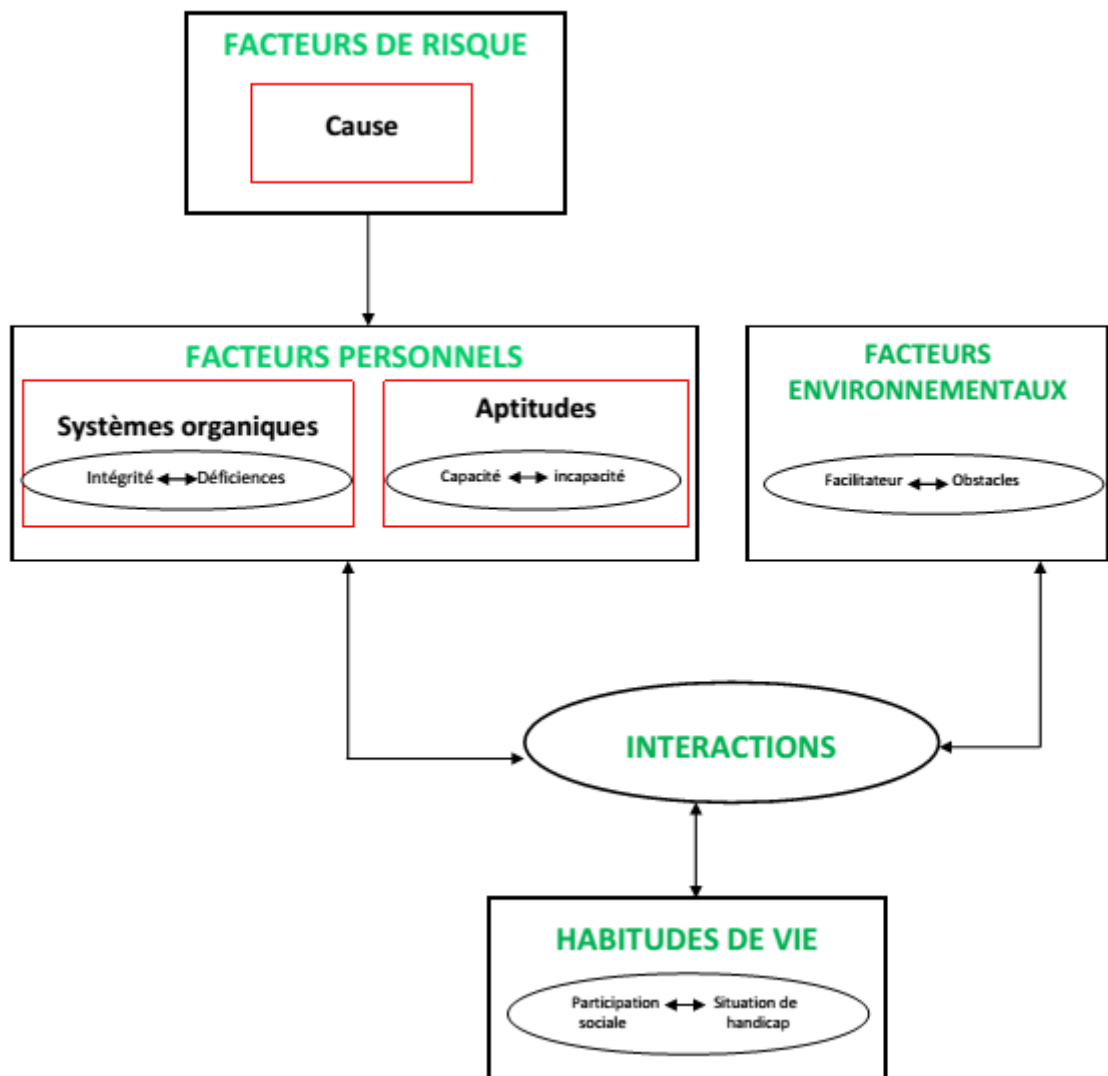 FACTEURS DE RISQUE
Cause
FACTEURS PERSONNELS
Systèmes organiques
Intégrité
Déficiences
Aptitudes
Capacité
incapacité
FACTEURS
ENVIRONNEMENTAUX
Facilitateur
Obstacles
INTERACTIONS
HABITUDES DE VIE
Participation
sociale
Situation de
handicap